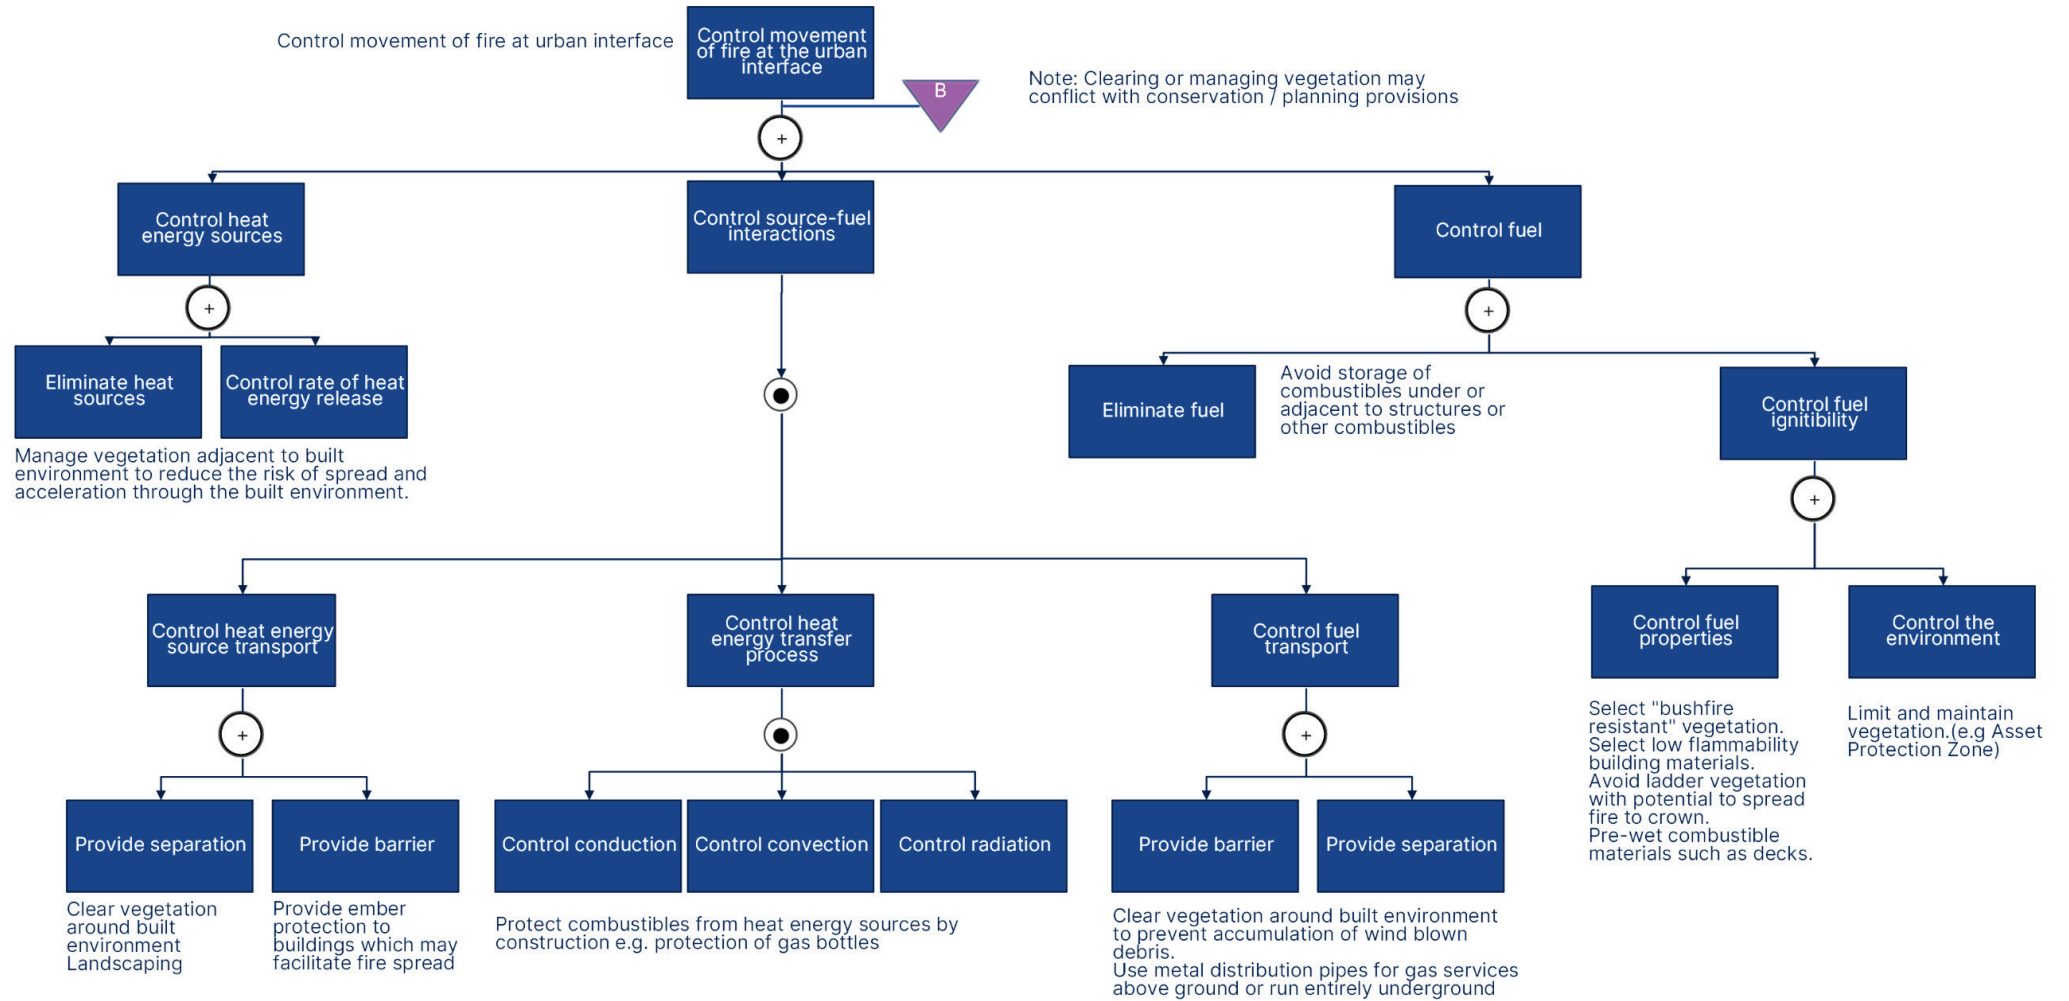 Control movement of fire at urban interface
Control movement
of fire at the urban
interface
B
Note: Clearing or managing vegetation may
conflict with conservation / planning provisions
+
Control heat
energy sources
Control source-fuel
interactions
Control fuel
+
+
Eliminate heat
sources
Control rate of heat
energy release
Manage vegetation adjacent to built
environment to reduce the risk of spread and
acceleration through the built environment.
Eliminate fuel
Avoid storage of
combustibles under or
adjacent to structures or
other combustibles
Control fuel
ignitibility
+
Control heat energy
source transport
Control heat
energy transfer
process
Control fuel
transport
Control fuel
properties
Control the
environment
Select "bushfire
resistant" vegetation.
Select low flammability
building materials.
Avoid ladder vegetation
with potential to spread
fire to crown.
Pre-wet combustible
materials such as decks.
Limit and maintain
vegetation.(e.g Asset
Protection Zone)
+
+
Provide separation
Provide barrier
Control conduction
Control convection
Control radiation
Provide barrier
Provide separation
Clear vegetation
around built
environment
Landscaping
Provide ember
protection to
buildings which may
facilitate fire spread
Protect combustibles from heat energy sources by
construction e.g. protection of gas bottles
Clear vegetation around built environment
to prevent accumulation of wind blown
debris.
Use metal distribution pipes for gas services
above ground or run entirely underground